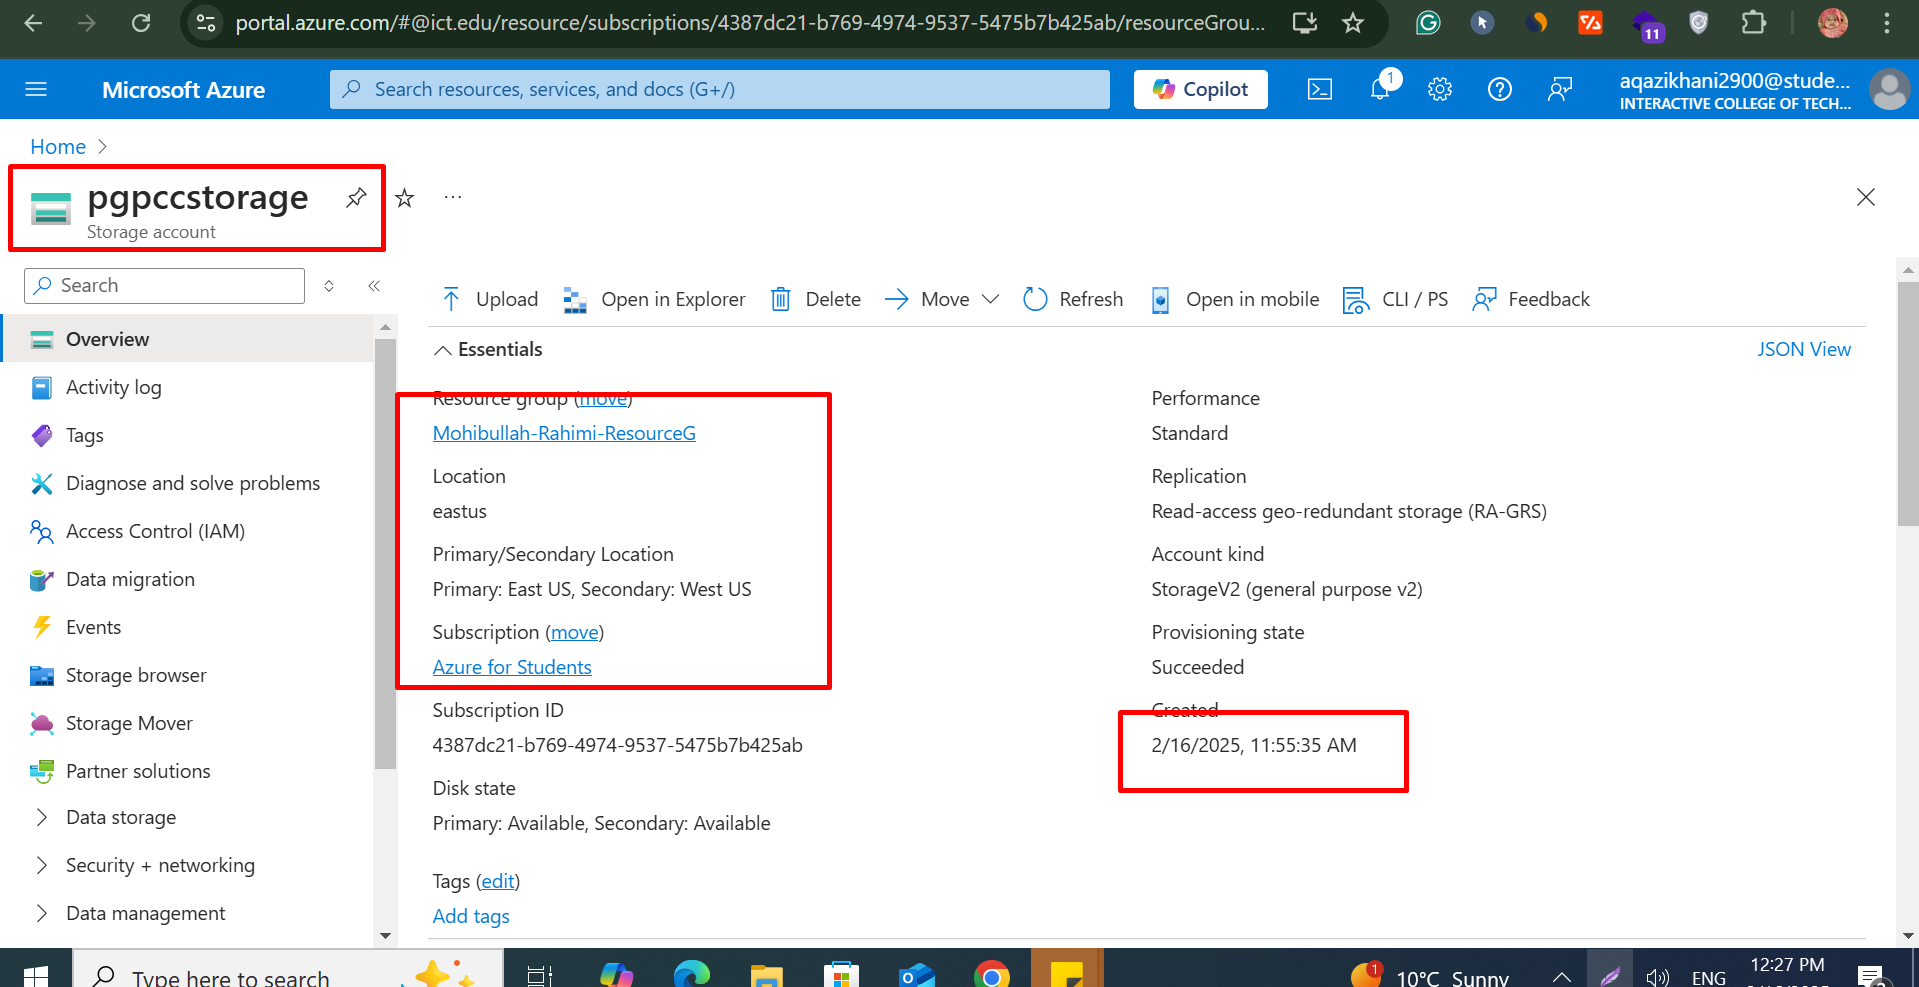 portal.azure.com/#@ict.edu/resource/subscriptions/4387dc21-b769-4974-9537-5475b7b425ab/resourceGrou...
11
Microsoft Azure
Search resources, services, and docs (G+/)
Copilot
1
aqazikhani2900@stude...
INTERACTIVE COLLEGE OF TECH...
Home
pgpccstorage
Storage account
Search
Upload
Open in Explorer
Delete
Move
Refresh
Open in mobile
CLI / PS
Feedback
Overview
Activity log
Tags
Diagnose and solve problems
Access Control (IAM)
Data migration
Events
Storage browser
Storage Mover
Partner solutions
Data storage
Security + networking
Data management
Essentials
JSON View
Resource group (move)
Mohibullah-Rahimi-ResourceG
Location
eastus
Primary/Secondary Location
Primary: East US, Secondary: West US
Subscription (move)
Azure for Students
Subscription ID
4387dc21-b769-4974-9537-5475b7b425ab
Disk state
Primary: Available, Secondary: Available
Tags (edit)
Add tags
Performance
Standard
Replication
Read-access geo-redundant storage (RA-GRS)
Account kind
StorageV2 (general purpose v2)
Provisioning state
Succeeded
Created
2/16/2025, 11:55:35 AM
Type here to search
1
10°C Sunny
ENG
12:27 PM